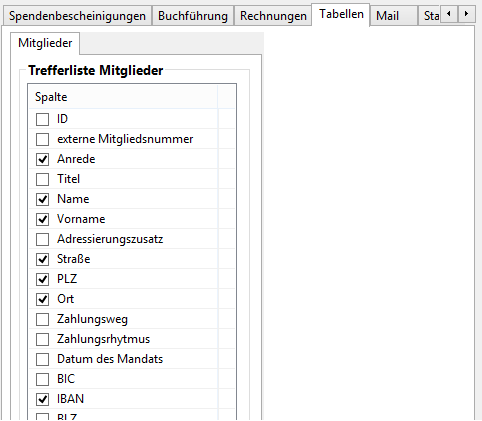 Spendenbescheinigungen Buchführung Rechnungen Tabellen Mail Sta
Mitglieder
Trefferliste Mitglieder
Spalte
ID
externe Mitgliedsnummer
Anrede
Titel
Name
Vorname
Adressierungszusatz
Straße
PLZ
Ort
Zahlungsweg
Zahlungsrhytmus
Datum des Mandats
BIC
IBAN
BLZ